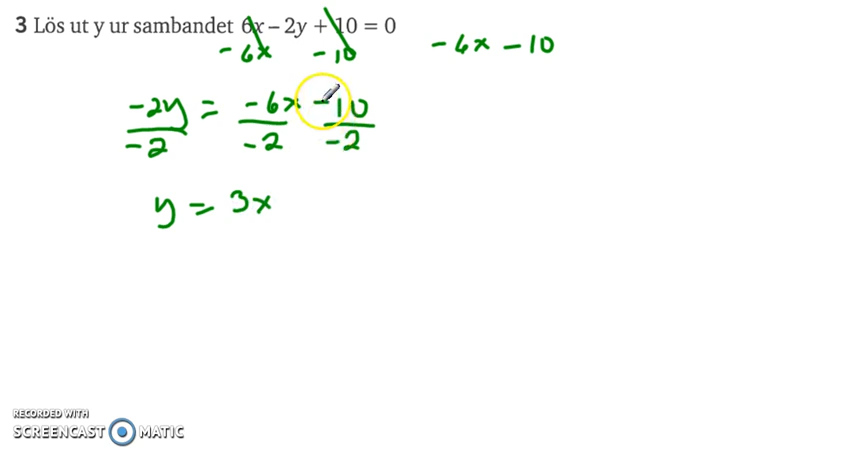 3 Lös ut y ur sambandet 6x – 2y + 10 = 0
- 6x - 10 - 6x - 10
-2y = -6x -10
-2 -2 -2
y = 3x
RECORDED WITH
SCREENCAST MATIC